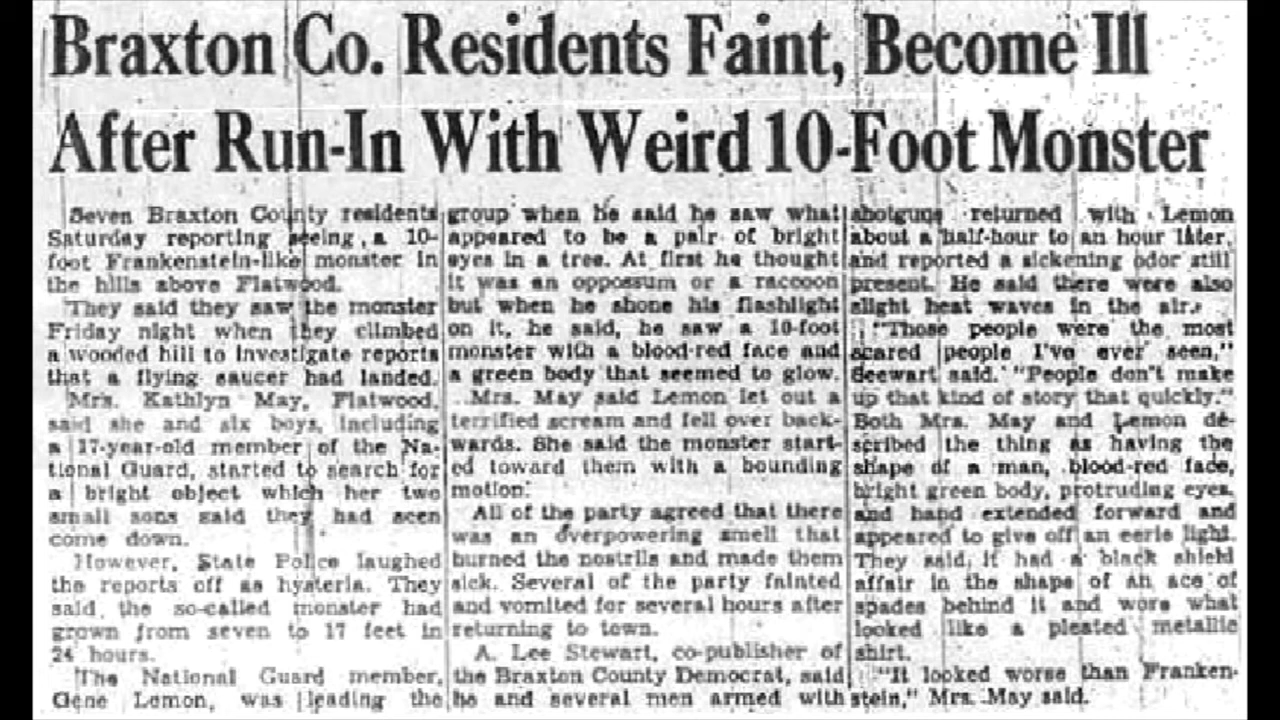 Braxton Co. Residents Faint, Become Ill
After Run-In With Weird 10-Foot Monster
Seven Braxton County residents
Saturday reporting seeing, a 10-
foot Frankenstein-like monster in
the hills above Flatwood.
They said they saw the monster
Friday night when they climbed
a wooded hill to investigate reports
that a flying saucer had landed.
Mrs. Kathlyn May, Flatwood,
said she and six boys, including
a 17-year-old member of the Na-
tional Guard, started to search for
a bright object which her two
small sons said they had seen
come down.
However, State Police laughed
the reports off as hysteria. They
said the so-called monster had
grown from seven to 17 feet in
24 hours.
The National Guard member,
Gene Lemon, was leading the
group when he said he saw what
appeared to be a pair of bright
eyes in a tree. At first he thought
it was an oppossum or a raccoon
but when he shone his flashlight
on it, he said, he saw a 10-foot
monster with a blood-red face and
a green body that seemed to glow.
Mrs. May said Lemon let out a
terrified scream and fell over back-
wards. She said the monster start-
ed toward them with a bounding
motion.
All of the party agreed that there
was an overpowering smell that
burned the nostrils and made them
sick. Several of the party fainted
and vomited for several hours after
returning to town.
A. Lee Stewart, co-publisher of
the Braxton County Democrat, said
he and several men armed with
shotguns returned with Lemon
about a half-hour to an hour later,
and reported a sickening odor still
present. He said there were also
slight heat waves in the air.
"Those people were the most
scared people I've ever seen,"
Seewart said. "People don't make
up that kind of story that quickly."
Both Mrs. May and Lemon de-
scribed the thing as having the
shape of a man, blood-red face,
bright green body, protruding eyes,
and hand extended forward and
appeared to give off an eerie light.
They said it had a black shield
affair in the shape of an ace of
spades behind it and wore what
looked like a pleated metallic
shirt.
"It looked worse than Franken-
stein," Mrs. May said.